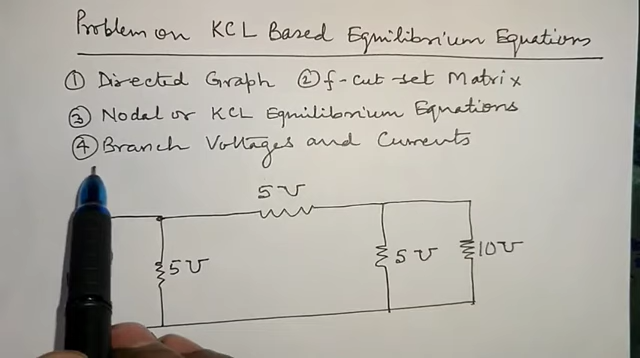 Problem on KCL Based Equilibrium Equations
① Directed Graph ② f-cut-set Matrix
③ Nodal or KCL Equilibrium Equations
④ Branch Voltages and Currents
5 ℧
5 ℧ 5 ℧ 10 ℧